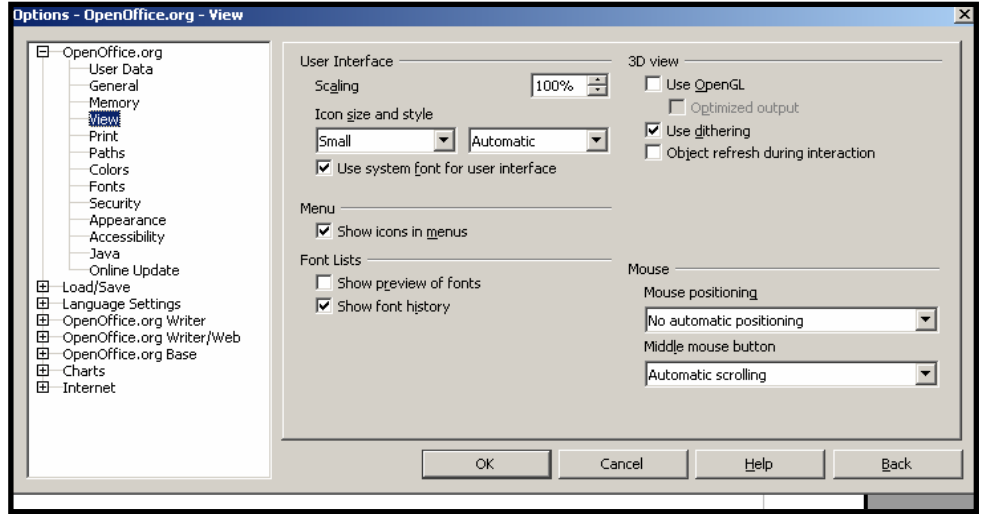 Options - OpenOffice.org - View
OpenOffice.org
User Data
General
Memory
View
Print
Paths
Colors
Fonts
Security
Appearance
Accessibility
Java
Online Update
Load/Save
Language Settings
OpenOffice.org Writer
OpenOffice.org Writer/Web
OpenOffice.org Base
Charts
Internet
User Interface
Scaling 100%
Icon size and style
Small Automatic
Use system font for user interface
Menu
Show icons in menus
Font Lists
Show preview of fonts
Show font history
3D view
Use OpenGL
Optimized output
Use dithering
Object refresh during interaction
Mouse
Mouse positioning
No automatic positioning
Middle mouse button
Automatic scrolling
OK Cancel Help Back